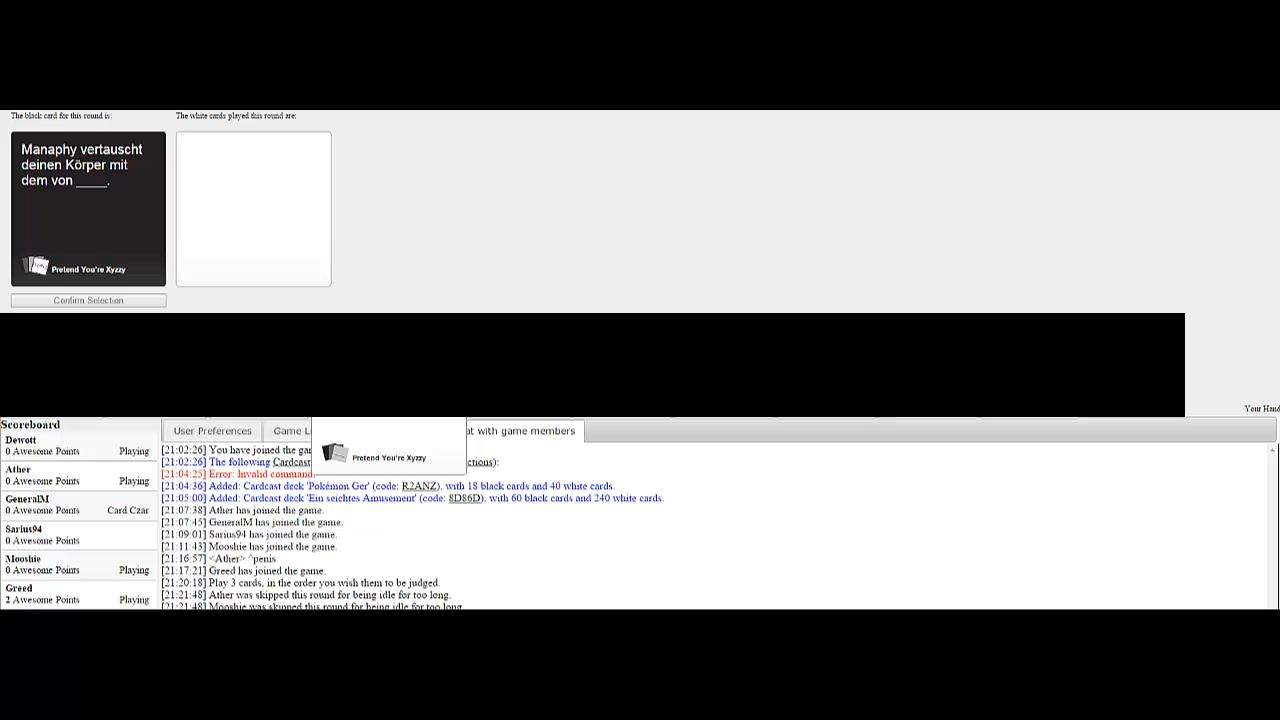 The black card for this round is:
The white cards played this round are:
Manaphy vertauscht
deinen Körper mit
dem von _____.
Pretend You're Xyzzy
Confirm Selection
Your Hand
Scoreboard
Dewott
0 Awesome Points Playing
Ather
0 Awesome Points Playing
GeneralM
0 Awesome Points Card Czar
Sarius94
0 Awesome Points
Mooshie
0 Awesome Points Playing
Greed
2 Awesome Points Playing
User Preferences
Game L
at with game members
Pretend You're Xyzzy
[21:02:26] You have joined the gam
[21:02:26] The following Cardcast ctions):
[21:04:25] Error: Invalid command
[21:04:36] Added: Cardcast deck 'Pokémon Ger' (code: R2ANZ), with 18 black cards and 40 white cards.
[21:05:00] Added: Cardcast deck 'Ein seichtes Amusement' (code: 8D86D), with 60 black cards and 240 white cards.
[21:07:38] Ather has joined the game.
[21:07:45] GeneralM has joined the game.
[21:09:01] Sarius94 has joined the game.
[21:11:43] Mooshie has joined the game.
[21:16:57] <Ather> ^penis
[21:17:21] Greed has joined the game.
[21:20:18] Play 3 cards, in the order you wish them to be judged.
[21:21:48] Ather was skipped this round for being idle for too long.
[21:21:48] Mooshie was skipped this round for being idle for too long